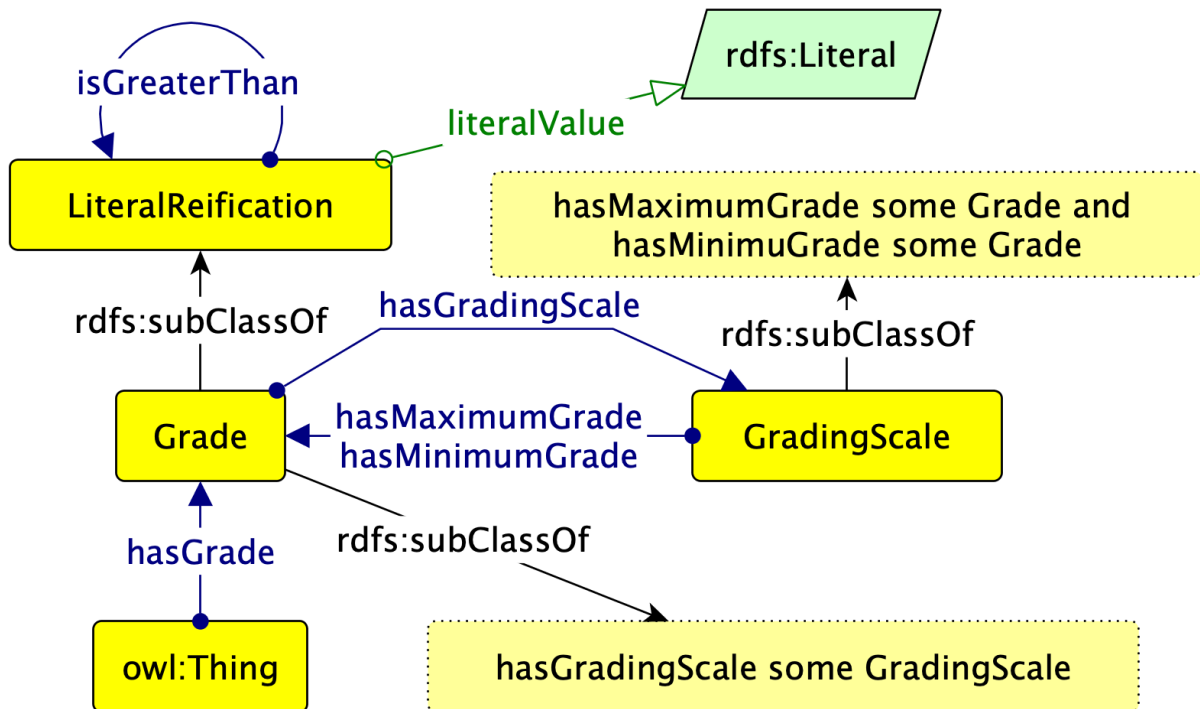 rdfs:Literal
isGreaterThan
literalValue
LiteralReification
hasMaximumGrade some Grade and
hasMinimuGrade some Grade
hasGradingScale
rdfs:subClassOf
rdfs:subClassOf
hasMaximumGrade
hasMinimumGrade
Grade
GradingScale
rdfs:subClassOf
hasGrade
owl:Thing
hasGradingScale some GradingScale